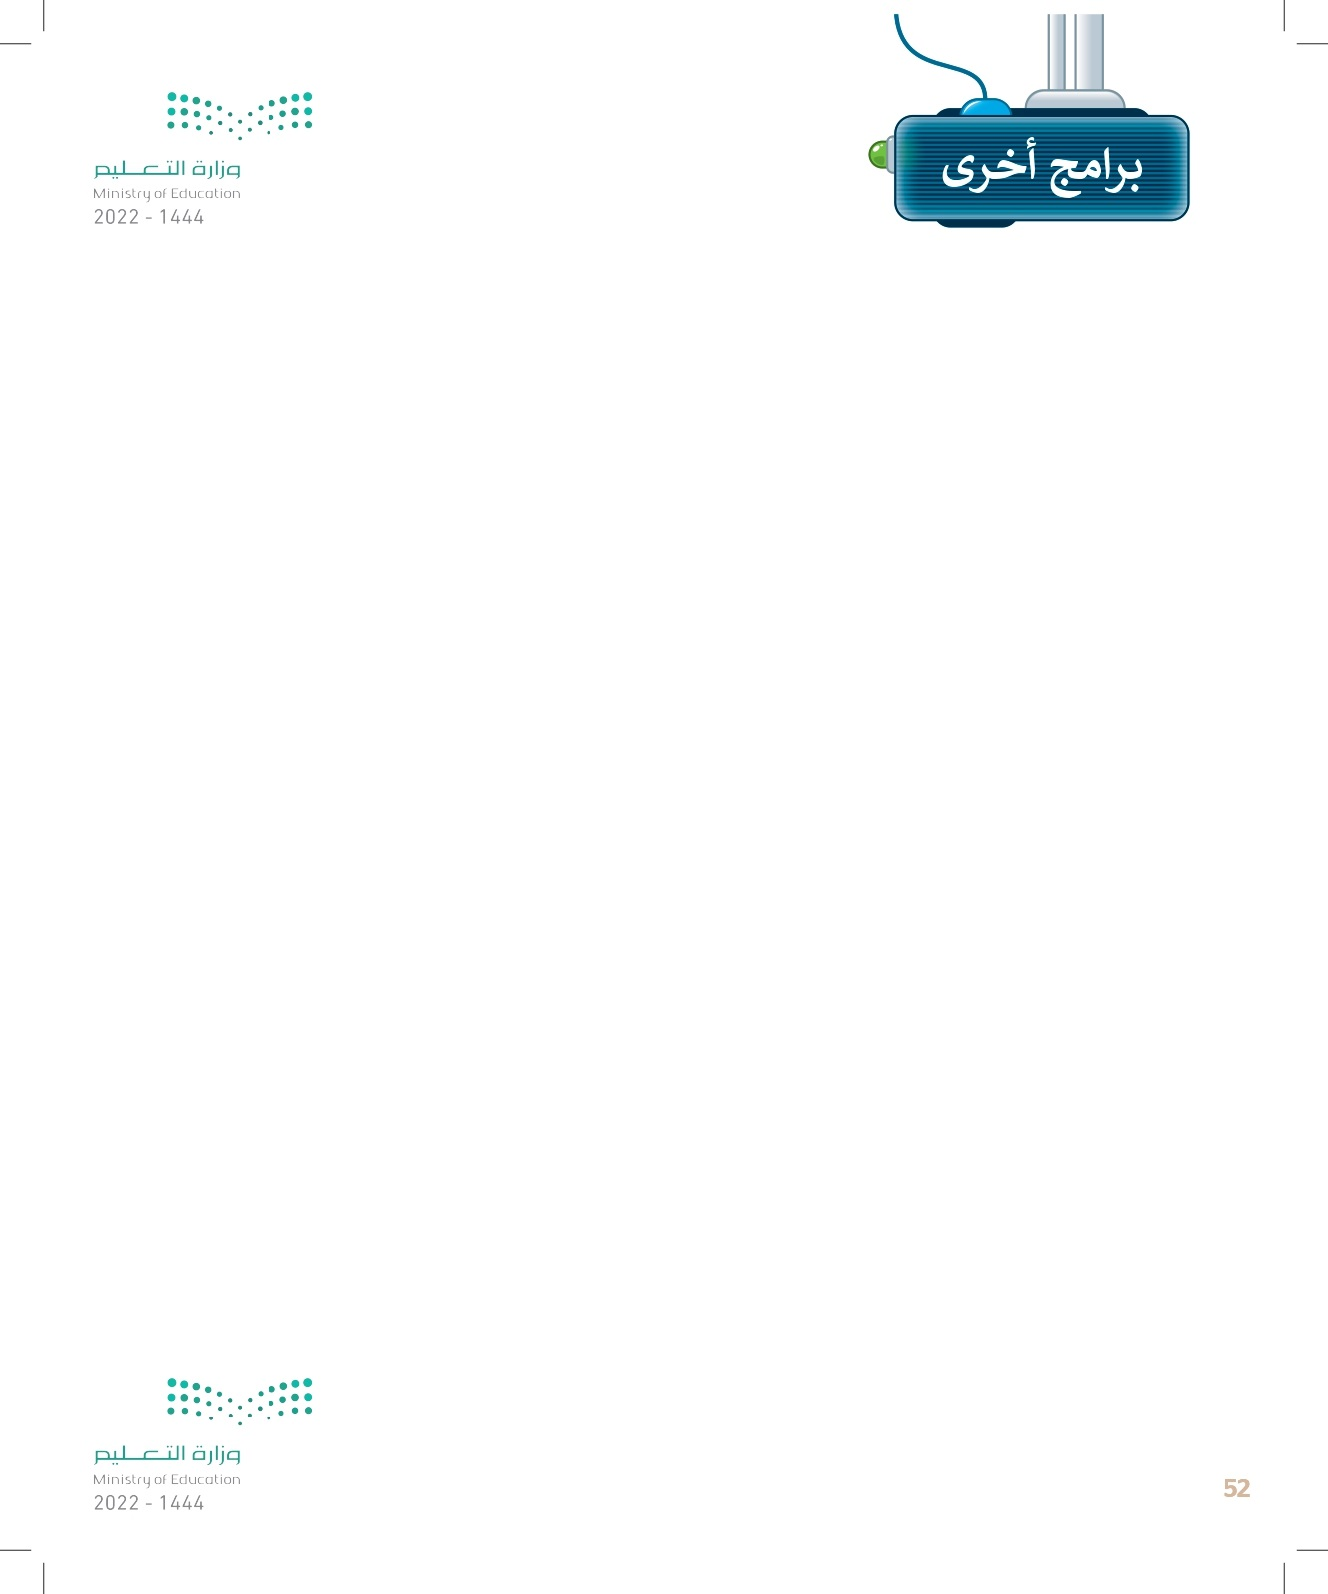 برامج أخرى
وزارة التعليم
Ministry of Education
2022 - 1444
وزارة التعليم
Ministry of Education
2022 - 1444
52